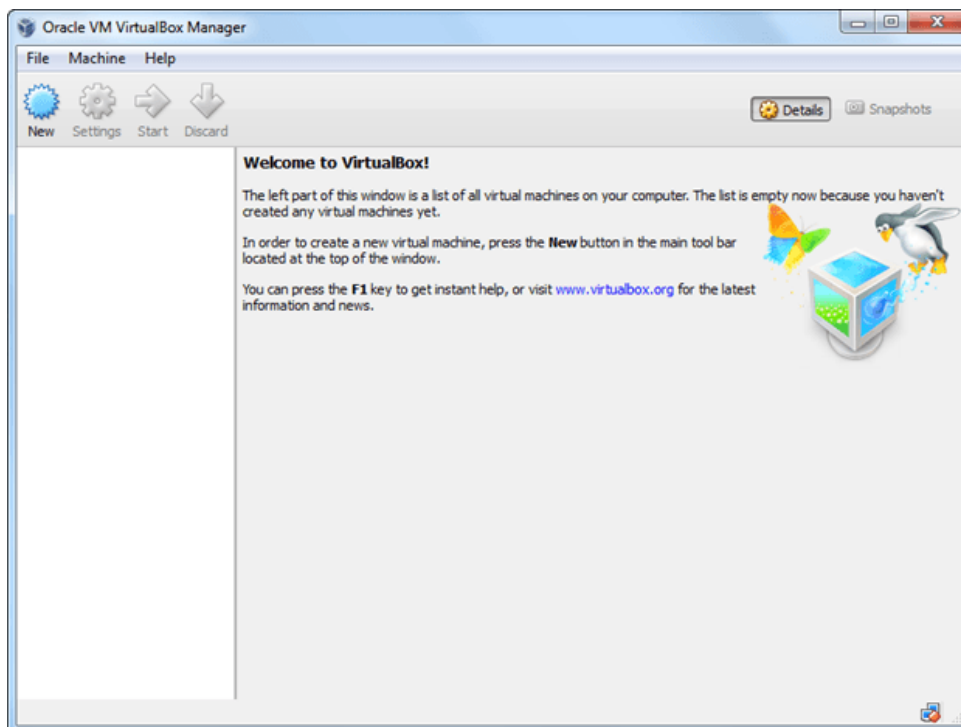 Oracle VM VirtualBox Manager
File Machine Help
New Settings Start Discard
Details Snapshots
Welcome to VirtualBox!
The left part of this window is a list of all virtual machines on your computer. The list is empty now because you haven't
created any virtual machines yet.
In order to create a new virtual machine, press the New button in the main tool bar
located at the top of the window.
You can press the F1 key to get instant help, or visit www.virtualbox.org for the latest
information and news.